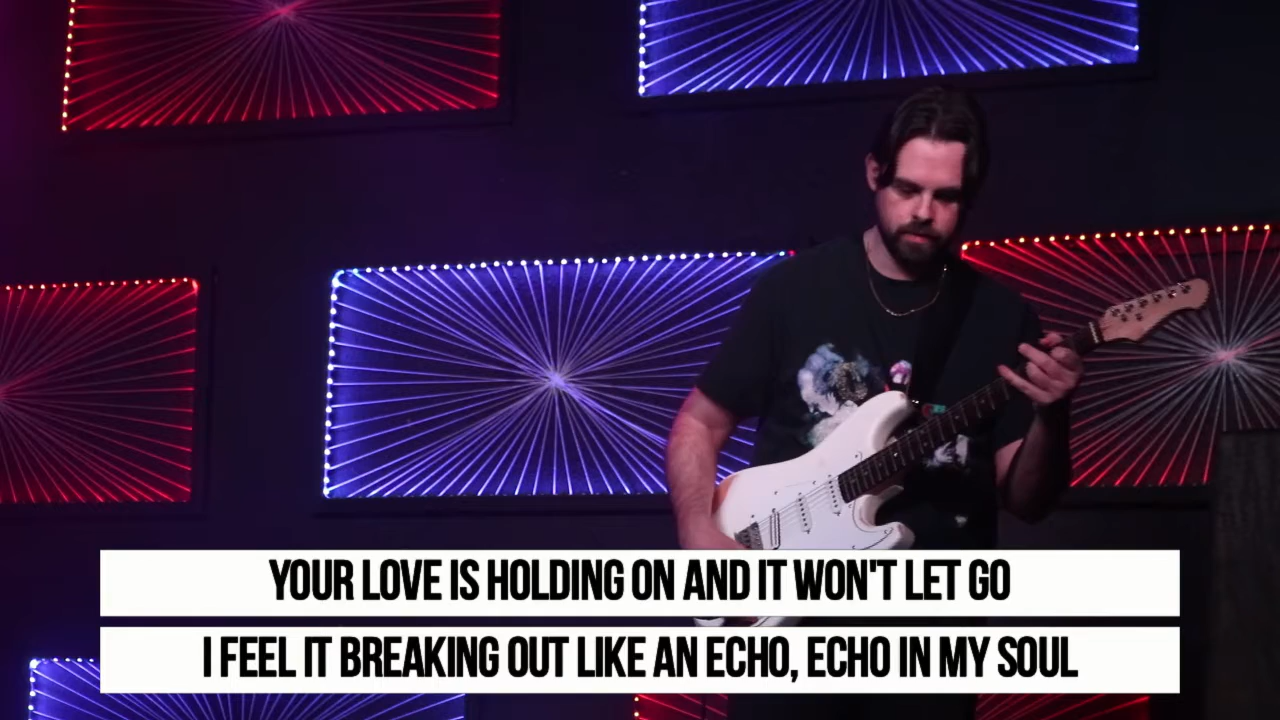 YOUR LOVE IS HOLDING ON AND IT WON'T LET GO
I FEEL IT BREAKING OUT LIKE AN ECHO, ECHO IN MY SOUL